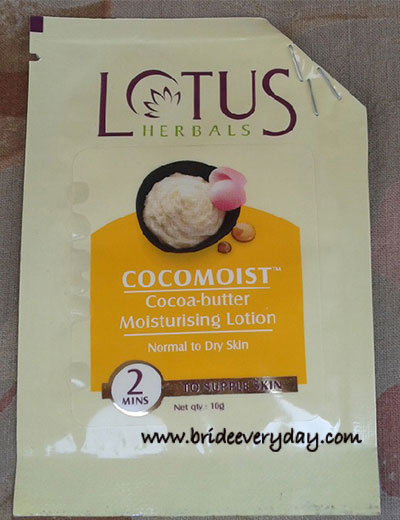 LOTUS
HERBALS
COCOMOIST™
Cocoa-butter
Moisturising Lotion
Normal to Dry Skin
2
MINS
TO SUPPLE SKIN
Net qty.: 10g
www.brideeveryday.com